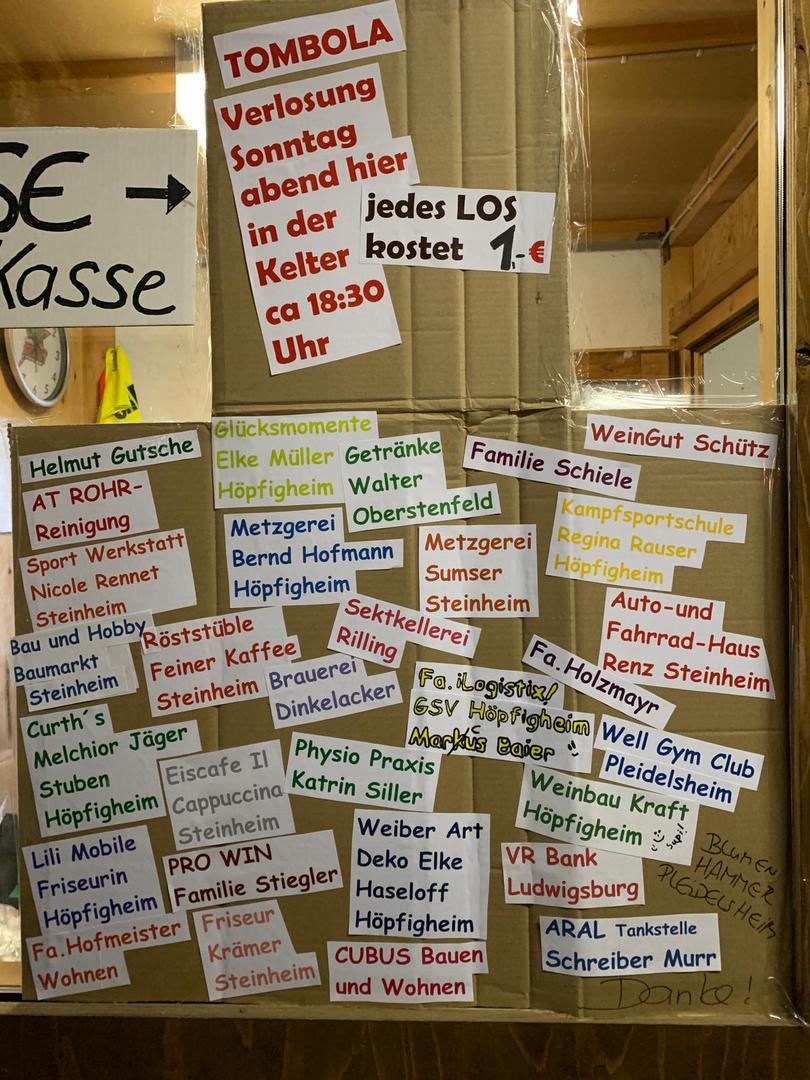 SE →
Kasse
TOMBOLA
Verlosung
Sonntag
abend hier
in der
Kelter
ca 18:30
Uhr
jedes LOS
kostet 1,-€
Helmut Gutsche
AT ROHR-
Reinigung
Sport Werkstatt
Nicole Rennet
Steinheim
Bau und Hobby
Baumarkt
Steinheim
Curth´s
Melchior Jäger
Stuben
Höpfigheim
Lili Mobile
Friseurin
Höpfigheim
Fa.Hofmeister
Wohnen
Glücksmomente
Elke Müller
Höpfigheim
Getränke
Walter
Oberstenfeld
Metzgerei
Bernd Hofmann
Höpfigheim
Röststüble
Feiner Kaffee
Steinheim
Brauerei
Dinkelacker
Eiscafe Il
Cappuccina
Steinheim
PRO WIN
Familie Stiegler
Friseur
Krämer
Steinheim
Familie Schiele
Metzgerei
Sumser
Steinheim
Sektkellerei
Rilling
Fa.iLogistix!
GSV Höpfigheim
Markus Baier
Physio Praxis
Katrin Siller
Weiber Art
Deko Elke
Haseloff
Höpfigheim
CUBUS Bauen
und Wohnen
WeinGut Schütz
Kampfsportschule
Regina Rauser
Höpfigheim
Auto-und
Fahrrad-Haus
Renz Steinheim
Fa.Holzmayr
Well Gym Club
Pleidelsheim
Weinbau Kraft
Höpfigheim
Supi!
VR Bank
Ludwigsburg
BLUMEN
HAMMER
PLEIDELSHEIM
ARAL Tankstelle
Schreiber Murr
Danke!